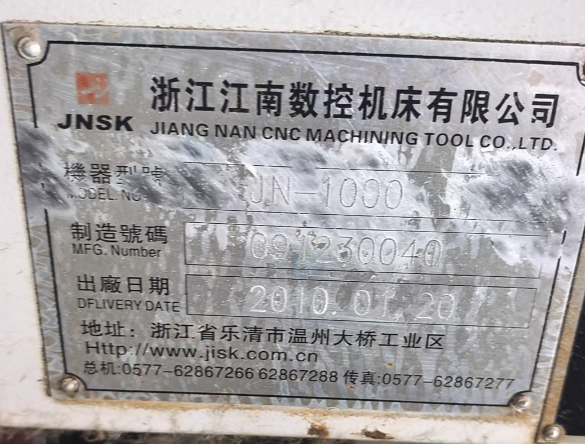 浙江江南数控机床有限公司
JNSK JIANG NAN CNC MACHINING TOOL CO.,LTD.
機器型號 JN-1000
MODEL NO
制造號碼 091230040
MFG. Number
出廠日期 2010.01.20
DFLIVERY DATE
地址: 浙江省乐清市温州大桥工业区
Http://www.jisk.com.cn
总机:0577-62867266 62867288 传真:0577-62867277